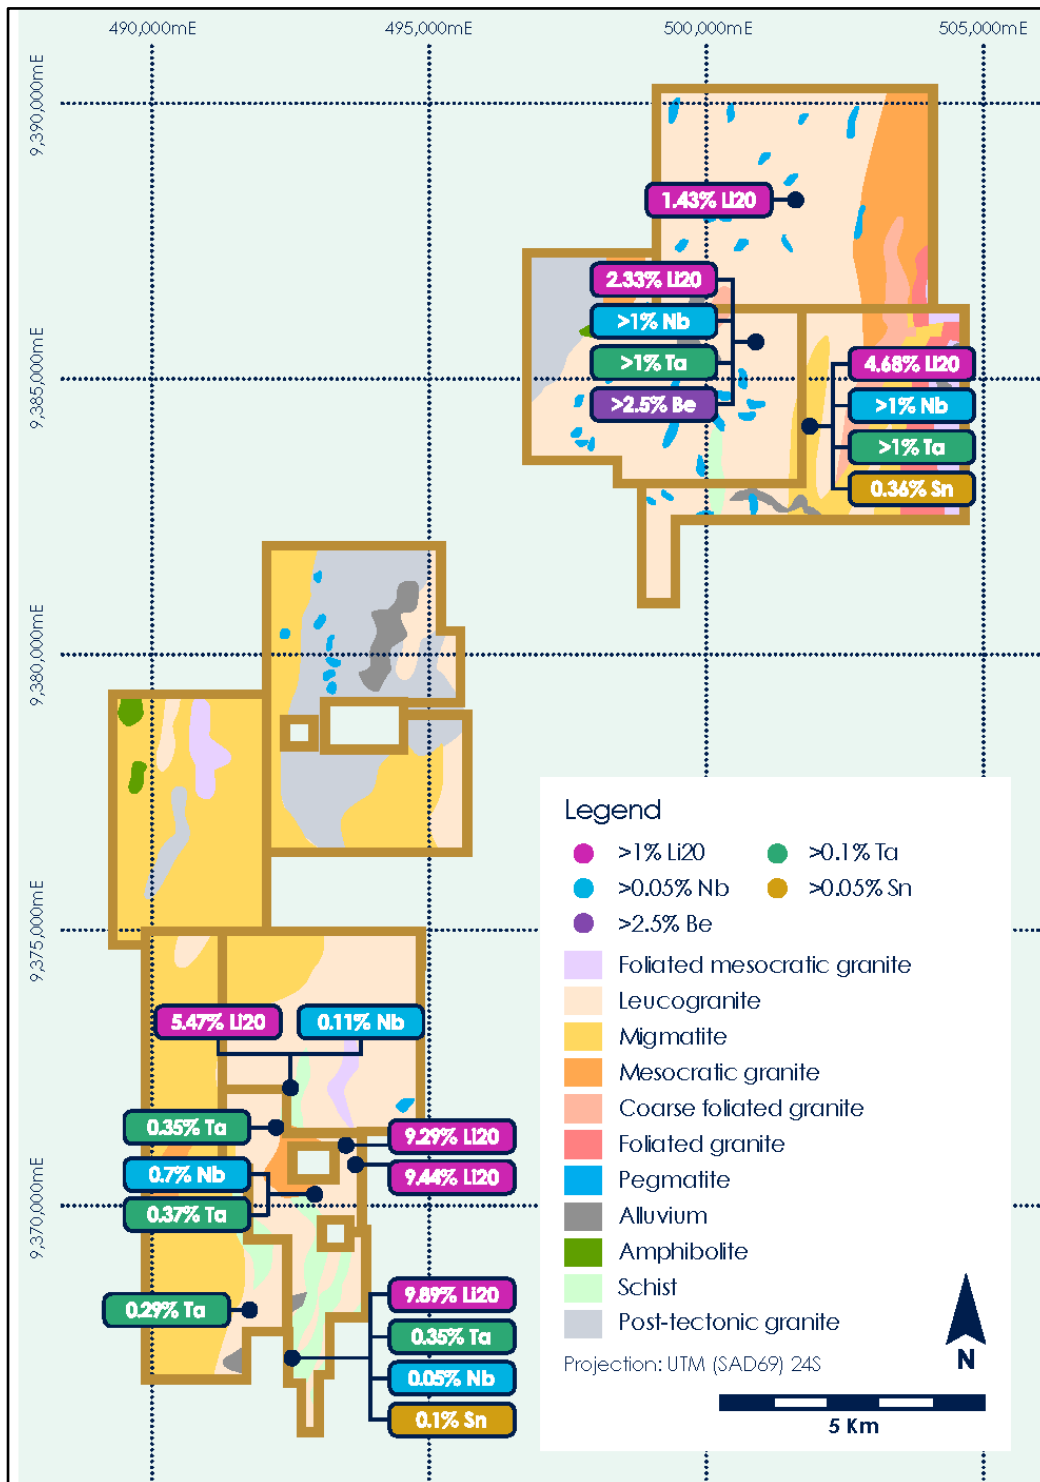 490,000mE 495,000mE 500,000mE 505,000mE
9,390,000mN
9,385,000mN
9,380,000mN
9,375,000mN
9,370,000mN
1.43% Li20
2.33% Li20
>1% Nb
>1% Ta
>2.5% Be
4.68% Li20
>1% Nb
>1% Ta
0.36% Sn
5.47% Li20 0.11% Nb
0.35% Ta
9.29% Li20
9.44% Li20
0.7% Nb
0.37% Ta
0.29% Ta
9.89% Li20
0.35% Ta
0.05% Nb
0.1% Sn
Legend
>1% Li20 >0.1% Ta
>0.05% Nb >0.05% Sn
>2.5% Be
Foliated mesocratic granite
Leucogranite
Migmatite
Mesocratic granite
Coarse foliated granite
Foliated granite
Pegmatite
Alluvium
Amphibolite
Schist
Post-tectonic granite
Projection: UTM (SAD69) 24S
N
5 Km